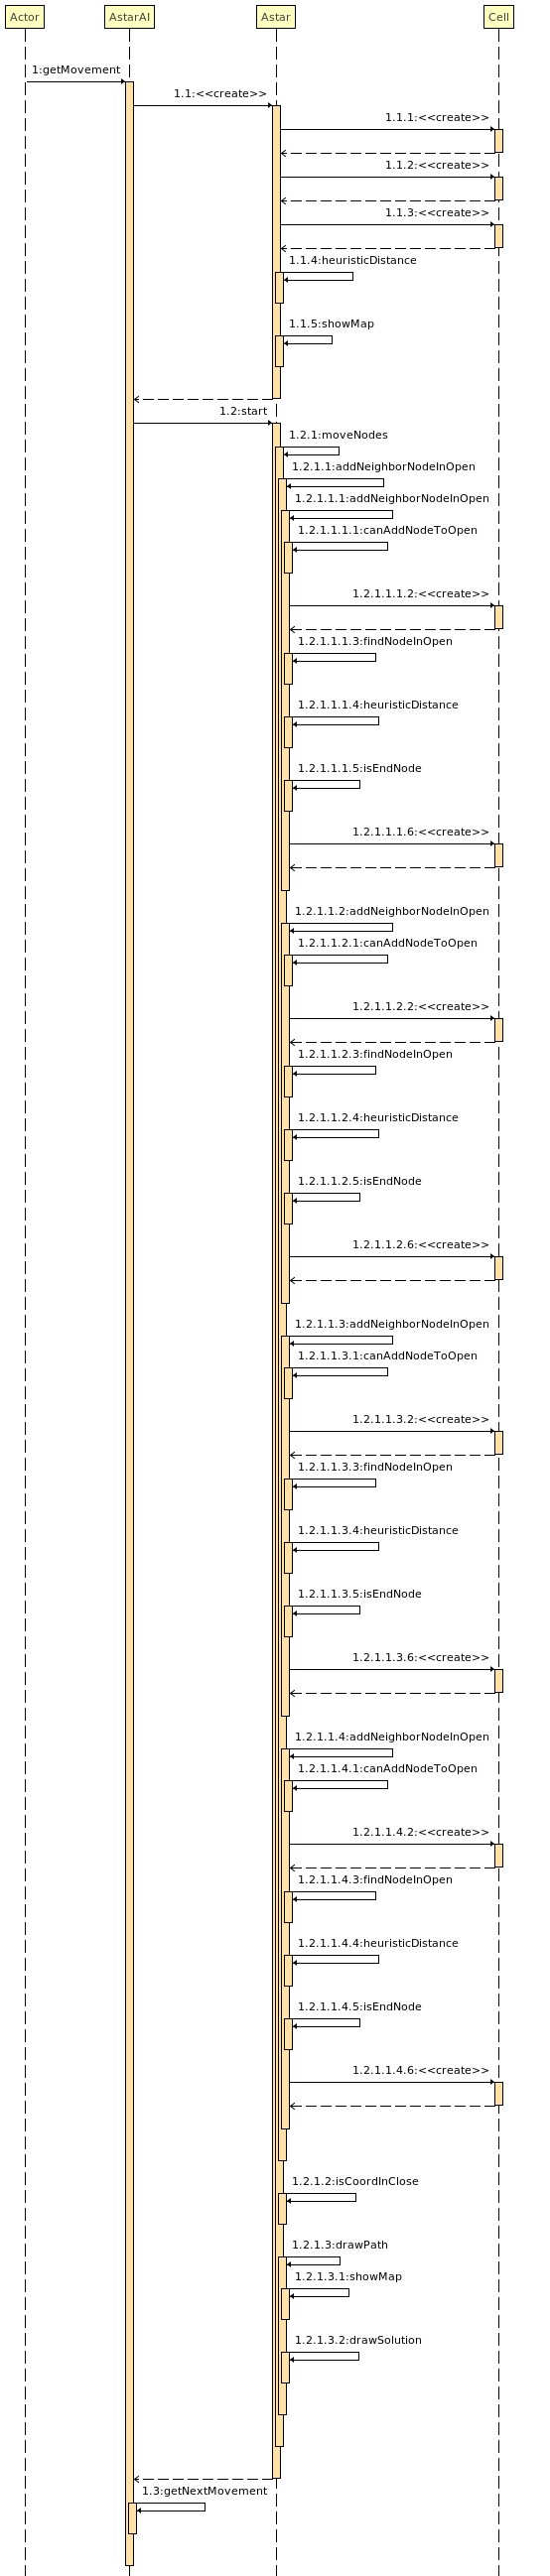 Actor
AstarAI
Astar
Cell
1:getMovement
1.1:<<create>>
1.1.1:<<create>>
1.1.2:<<create>>
1.1.3:<<create>>
1.1.4:heuristicDistance
1.1.5:showMap
1.2:start
1.2.1:moveNodes
1.2.1.1:addNeighborNodeInOpen
1.2.1.1.1:addNeighborNodeInOpen
1.2.1.1.1.1:canAddNodeToOpen
1.2.1.1.1.2:<<create>>
1.2.1.1.1.3:findNodeInOpen
1.2.1.1.1.4:heuristicDistance
1.2.1.1.1.5:isEndNode
1.2.1.1.1.6:<<create>>
1.2.1.1.2:addNeighborNodeInOpen
1.2.1.1.2.1:canAddNodeToOpen
1.2.1.1.2.2:<<create>>
1.2.1.1.2.3:findNodeInOpen
1.2.1.1.2.4:heuristicDistance
1.2.1.1.2.5:isEndNode
1.2.1.1.2.6:<<create>>
1.2.1.1.3:addNeighborNodeInOpen
1.2.1.1.3.1:canAddNodeToOpen
1.2.1.1.3.2:<<create>>
1.2.1.1.3.3:findNodeInOpen
1.2.1.1.3.4:heuristicDistance
1.2.1.1.3.5:isEndNode
1.2.1.1.3.6:<<create>>
1.2.1.1.4:addNeighborNodeInOpen
1.2.1.1.4.1:canAddNodeToOpen
1.2.1.1.4.2:<<create>>
1.2.1.1.4.3:findNodeInOpen
1.2.1.1.4.4:heuristicDistance
1.2.1.1.4.5:isEndNode
1.2.1.1.4.6:<<create>>
1.2.1.2:isCoordInClose
1.2.1.3:drawPath
1.2.1.3.1:showMap
1.2.1.3.2:drawSolution
1.3:getNextMovement